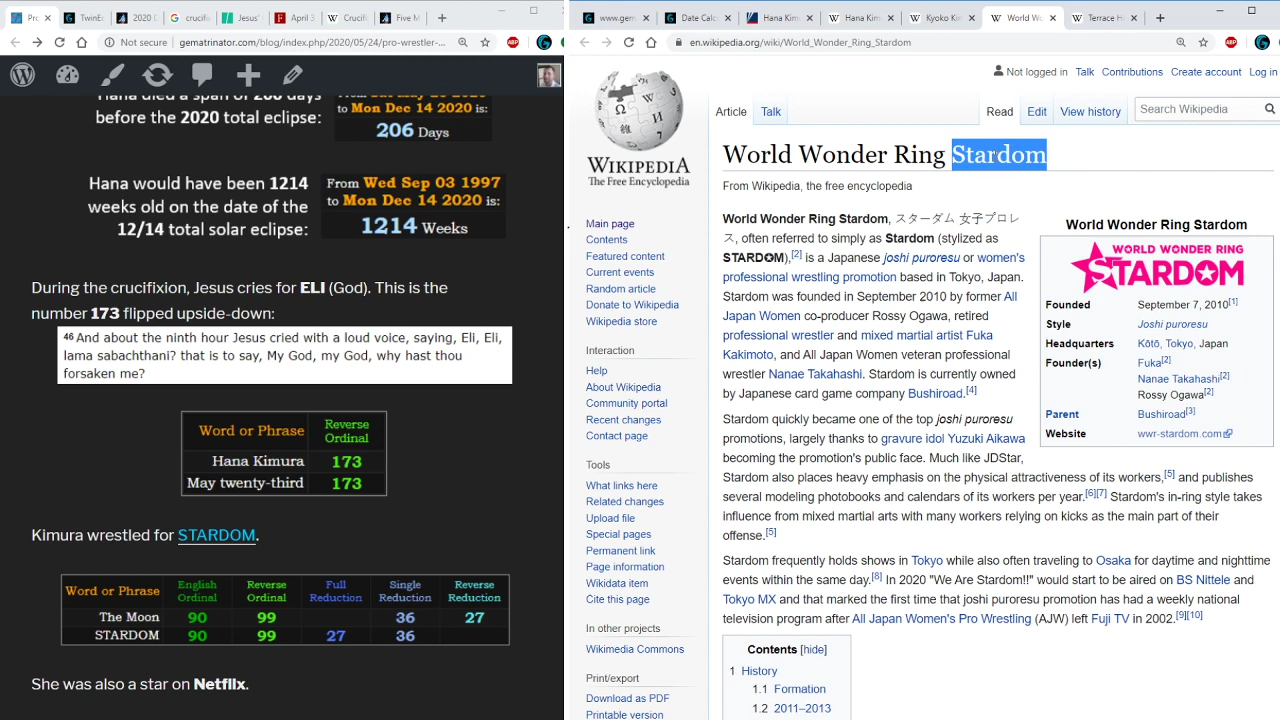 Pro
TwinE
2020 D
crucifi
Jesus'
April 3
Crucif
Five M
Not secure
gematrinator.com/blog/index.php/2020/05/24/pro-wrestler-...
Hana died a span of 206 days
before the 2020 total eclipse:
to Mon Dec 14 2020 is:
206 Days
Hana would have been 1214
weeks old on the date of the
12/14 total solar eclipse:
From Wed Sep 03 1997
to Mon Dec 14 2020 is:
1214 Weeks
During the crucifixion, Jesus cries for ELI (God). This is the
number 173 flipped upside-down:
46 And about the ninth hour Jesus cried with a loud voice, saying, Eli, Eli,
lama sabachthani? that is to say, My God, my God, why hast thou
forsaken me?
Word or Phrase Reverse Ordinal
Hana Kimura 173
May twenty-third 173
Kimura wrestled for STARDOM.
Word or Phrase English Ordinal Reverse Ordinal Full Reduction Single Reduction Reverse Reduction
The Moon 90 99 36 27
STARDOM 90 99 27 36
She was also a star on Netflix.
www.gem
Date Calc
Hana Kim
Hana Kim
Kyoko Kim
World Wo
Terrace H
en.wikipedia.org/wiki/World_Wonder_Ring_Stardom
Not logged in Talk Contributions Create account Log in
Article Talk
Read Edit View history
Search Wikipedia
WIKIPEDIA
The Free Encyclopedia
Main page
Contents
Featured content
Current events
Random article
Donate to Wikipedia
Wikipedia store
Interaction
Help
About Wikipedia
Community portal
Recent changes
Contact page
Tools
What links here
Related changes
Upload file
Special pages
Permanent link
Page information
Wikidata item
Cite this page
In other projects
Wikimedia Commons
Print/export
Download as PDF
Printable version
World Wonder Ring Stardom
From Wikipedia, the free encyclopedia
World Wonder Ring Stardom, スターダム 女子プロレ
ス, often referred to simply as Stardom (stylized as
STARD✪M),[2] is a Japanese joshi puroresu or women's
professional wrestling promotion based in Tokyo, Japan.
Stardom was founded in September 2010 by former All
Japan Women co-producer Rossy Ogawa, retired
professional wrestler and mixed martial artist Fuka
Kakimoto, and All Japan Women veteran professional
wrestler Nanae Takahashi. Stardom is currently owned
by Japanese card game company Bushiroad.[4]
Stardom quickly became one of the top joshi puroresu
promotions, largely thanks to gravure idol Yuzuki Aikawa
becoming the promotion's public face. Much like JDStar,
Stardom also places heavy emphasis on the physical attractiveness of its workers,[5] and publishes
several modeling photobooks and calendars of its workers per year.[6][7] Stardom's in-ring style takes
influence from mixed martial arts with many workers relying on kicks as the main part of their
offense.[5]
Stardom frequently holds shows in Tokyo while also often traveling to Osaka for daytime and nighttime
events within the same day.[8] In 2020 "We Are Stardom!!" would start to be aired on BS Nittele and
Tokyo MX and that marked the first time that joshi puroresu promotion has had a weekly national
television program after All Japan Women's Pro Wrestling (AJW) left Fuji TV in 2002.[9][10]
World Wonder Ring Stardom
WORLD WONDER RING
STARDOM
Founded September 7, 2010[1]
Style Joshi puroresu
Headquarters Kōtō, Tokyo, Japan
Founder(s) Fuka[2]
Nanae Takahashi[2]
Rossy Ogawa[2]
Parent Bushiroad[3]
Website wwr-stardom.com
Contents [hide]
1 History
1.1 Formation
1.2 2011–2013